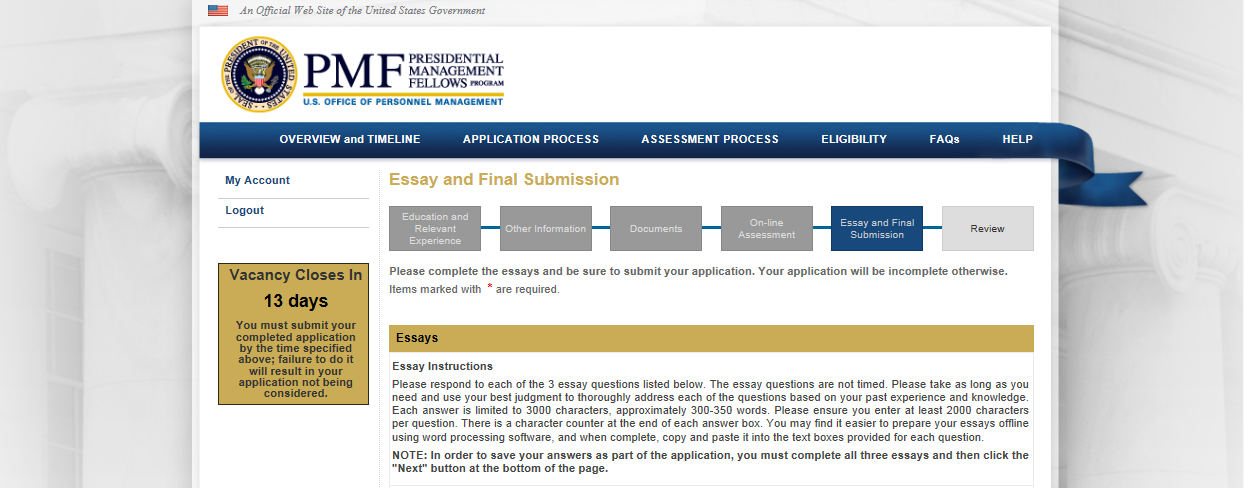 An Official Web Site of the United States Government
PMF PRESIDENTIAL
MANAGEMENT
FELLOWS PROGRAM
U.S. OFFICE OF PERSONNEL MANAGEMENT
SEAL OF THE PRESIDENT OF THE UNITED STATES
OVERVIEW and TIMELINE APPLICATION PROCESS ASSESSMENT PROCESS ELIGIBILITY FAQs HELP
My Account
Logout
Vacancy Closes In
13 days
You must submit your
completed application
by the time specified
above; failure to do it
will result in your
application not being
considered.
Essay and Final Submission
Education and
Relevant
Experience
Other Information
Documents
On-line
Assessment
Essay and Final
Submission
Review
Please complete the essays and be sure to submit your application. Your application will be incomplete otherwise.
Items marked with * are required.
Essays
Essay Instructions
Please respond to each of the 3 essay questions listed below. The essay questions are not timed. Please take as long as you
need and use your best judgment to thoroughly address each of the questions based on your past experience and knowledge.
Each answer is limited to 3000 characters, approximately 300-350 words. Please ensure you enter at least 2000 characters
per question. There is a character counter at the end of each answer box. You may find it easier to prepare your essays offline
using word processing software, and when complete, copy and paste it into the text boxes provided for each question.
NOTE: In order to save your answers as part of the application, you must complete all three essays and then click the
"Next" button at the bottom of the page.